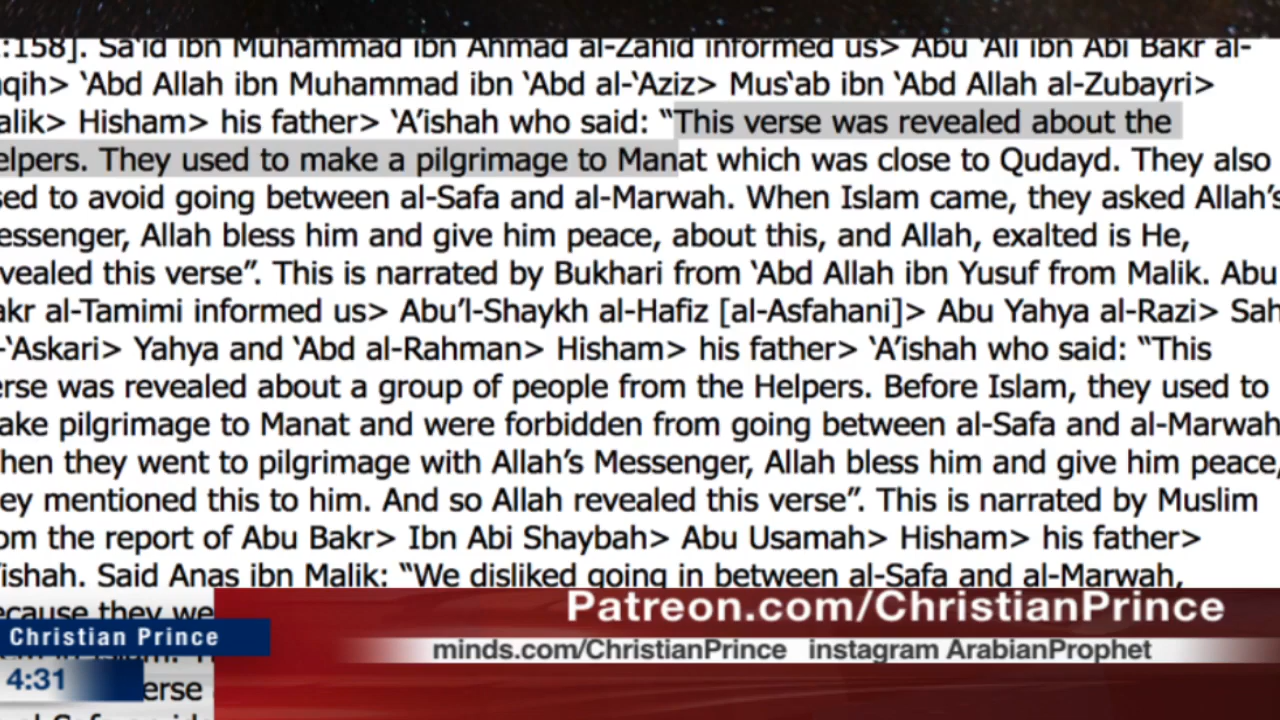 :158]. Sa'id ibn Muhammad ibn Ahmad al-Zahid informed us> Abu 'Ali ibn Abi Bakr al-
qih> ‘Abd Allah ibn Muhammad ibn ‘Abd al-‘Aziz> Mus‘ab ibn ‘Abd Allah al-Zubayri>
alik> Hisham> his father> ‘A’ishah who said: “This verse was revealed about the
elpers. They used to make a pilgrimage to Manat which was close to Qudayd. They also
sed to avoid going between al-Safa and al-Marwah. When Islam came, they asked Allah’s
essenger, Allah bless him and give him peace, about this, and Allah, exalted is He,
vealed this verse”. This is narrated by Bukhari from ‘Abd Allah ibn Yusuf from Malik. Abu
akr al-Tamimi informed us> Abu’l-Shaykh al-Hafiz [al-Asfahani]> Abu Yahya al-Razi> Sah
-‘Askari> Yahya and ‘Abd al-Rahman> Hisham> his father> ‘A’ishah who said: “This
erse was revealed about a group of people from the Helpers. Before Islam, they used to
ake pilgrimage to Manat and were forbidden from going between al-Safa and al-Marwah
hen they went to pilgrimage with Allah’s Messenger, Allah bless him and give him peace,
ey mentioned this to him. And so Allah revealed this verse”. This is narrated by Muslim
om the report of Abu Bakr> Ibn Abi Shaybah> Abu Usamah> Hisham> his father>
’ishah. Said Anas ibn Malik: “We disliked going in between al-Safa and al-Marwah,
ecause they we
Patreon.com/ChristianPrince
Christian Prince
minds.com/ChristianPrince instagram ArabianProphet
4:31
erse